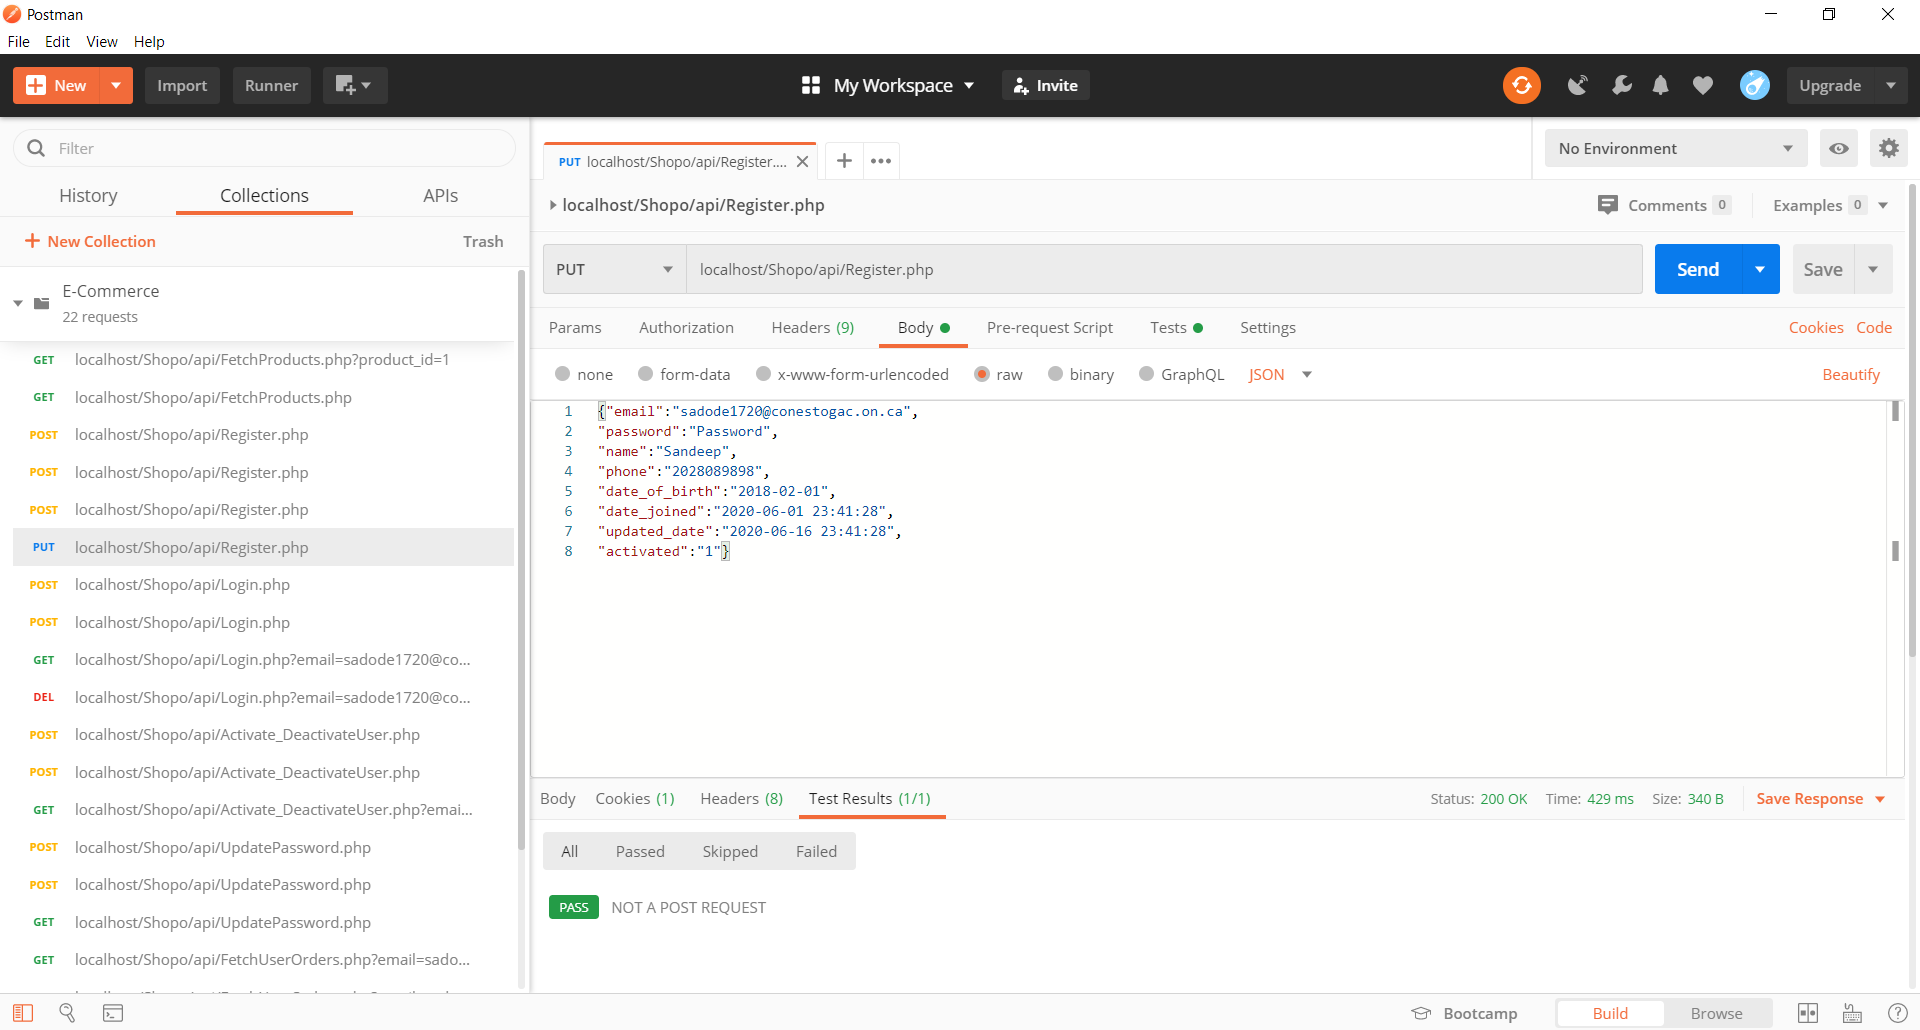 Postman
File Edit View Help
New Import Runner My Workspace Invite Upgrade
Filter
History Collections APIs
New Collection Trash
E-Commerce
22 requests
GET localhost/Shopo/api/FetchProducts.php?product_id=1
GET localhost/Shopo/api/FetchProducts.php
POST localhost/Shopo/api/Register.php
POST localhost/Shopo/api/Register.php
POST localhost/Shopo/api/Register.php
PUT localhost/Shopo/api/Register.php
POST localhost/Shopo/api/Login.php
POST localhost/Shopo/api/Login.php
GET localhost/Shopo/api/Login.php?email=sadode1720@co...
DEL localhost/Shopo/api/Login.php?email=sadode1720@co...
POST localhost/Shopo/api/Activate_DeactivateUser.php
POST localhost/Shopo/api/Activate_DeactivateUser.php
GET localhost/Shopo/api/Activate_DeactivateUser.php?emai...
POST localhost/Shopo/api/UpdatePassword.php
POST localhost/Shopo/api/UpdatePassword.php
GET localhost/Shopo/api/UpdatePassword.php
GET localhost/Shopo/api/FetchUserOrders.php?email=sado...
PUT localhost/Shopo/api/Register.... No Environment
localhost/Shopo/api/Register.php Comments 0 Examples 0
PUT localhost/Shopo/api/Register.php Send Save
Params Authorization Headers (9) Body Pre-request Script Tests Settings Cookies Code
none form-data x-www-form-urlencoded raw binary GraphQL JSON Beautify
1 {"email":"sadode1720@conestogac.on.ca",
2 "password":"Password",
3 "name":"Sandeep",
4 "phone":"2028089898",
5 "date_of_birth":"2018-02-01",
6 "date_joined":"2020-06-01 23:41:28",
7 "updated_date":"2020-06-16 23:41:28",
8 "activated":"1"}
Body Cookies (1) Headers (8) Test Results (1/1) Status: 200 OK Time: 429 ms Size: 340 B Save Response
All Passed Skipped Failed
PASS NOT A POST REQUEST
Bootcamp Build Browse